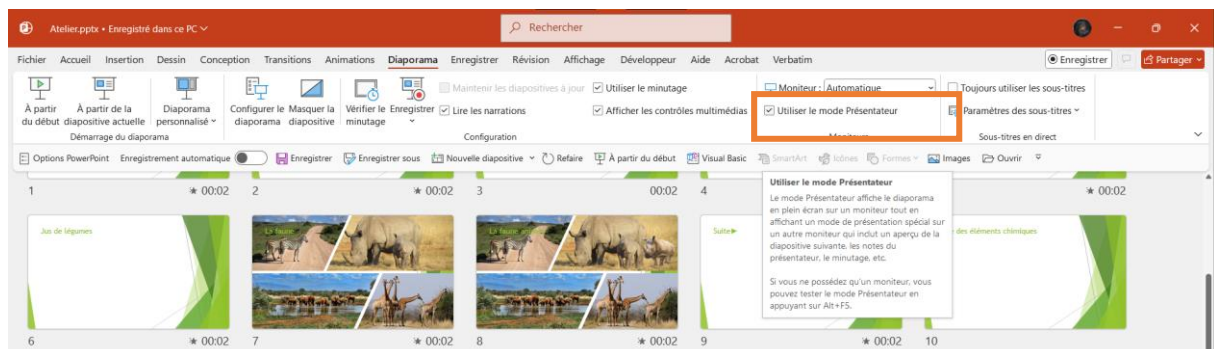 Atelier.pptx • Enregistré dans ce PC
Rechercher
Fichier Accueil Insertion Dessin Conception Transitions Animations Diaporama Enregistrer Révision Affichage Développeur Aide Acrobat Verbatim
Enregistrer
Partager
À partir du début
À partir de la diapositive actuelle
Diaporama personnalisé
Configurer le diaporama
Masquer la diapositive
Vérifier le minutage
Enregistrer
Maintenir les diapositives à jour
Lire les narrations
Utiliser le minutage
Afficher les contrôles multimédias
Moniteur : Automatique
Utiliser le mode Présentateur
Toujours utiliser les sous-titres
Paramètres des sous-titres
Démarrage du diaporama
Configuration
Moniteurs
Sous-titres en direct
Options PowerPoint Enregistrement automatique Enregistrer Enregistrer sous Nouvelle diapositive Refaire À partir du début Visual Basic SmartArt Icônes Formes Images Ouvrir
1 00:02 2 00:02 3 00:02 4 00:02
Utiliser le mode Présentateur
Le mode Présentateur affiche le diaporama
en plein écran sur un moniteur tout en
affichant un mode de présentation spécial sur
un autre moniteur qui inclut un aperçu de la
diapositive suivante, les notes du
présentateur, le minutage, etc.
Si vous ne possédez qu'un moniteur, vous
pouvez tester le mode Présentateur en
appuyant sur Alt+F5.
Jus de légumes
La faune
La faune
Suite
des éléments chimiques
6 00:02 7 00:02 8 00:02 9 00:02 10